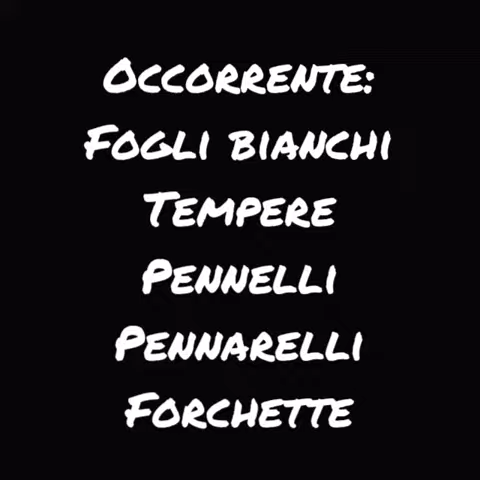 Occorrente:
Fogli bianchi
Tempere
Pennelli
Pennarelli
Forchette